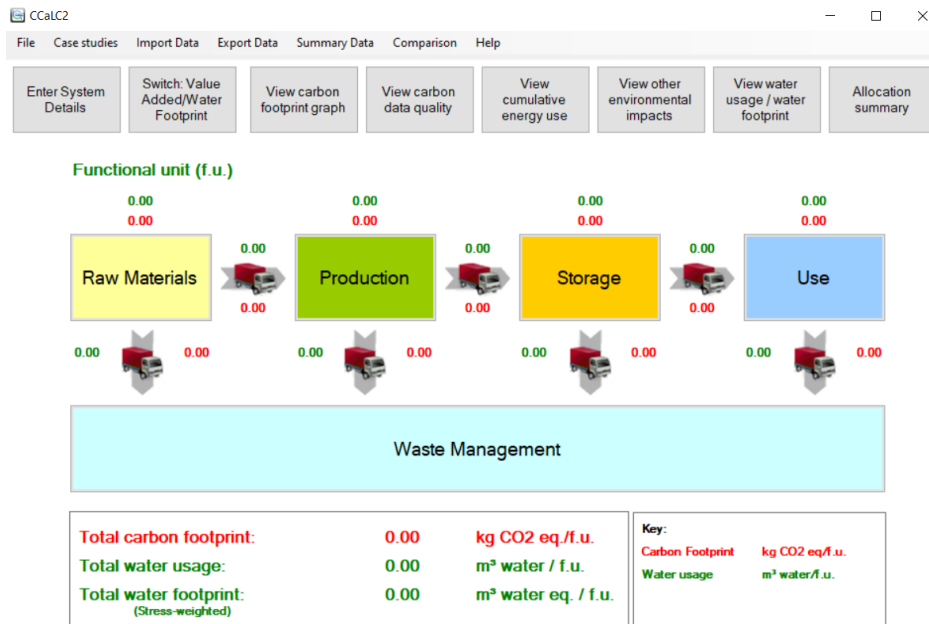 CCaLC2
File Case studies Import Data Export Data Summary Data Comparison Help
Enter System
Details
Switch: Value
Added/Water
Footprint
View carbon
footprint graph
View carbon
data quality
View
cumulative
energy use
View other
environmental
impacts
View water
usage / water
footprint
Allocation
summary
Functional unit (f.u.)
0.00 0.00 0.00 0.00
0.00 0.00 0.00 0.00
0.00 0.00 0.00
Raw Materials Production Storage Use
0.00 0.00 0.00
0.00 0.00 0.00 0.00 0.00 0.00 0.00 0.00
Waste Management
Total carbon footprint: 0.00 kg CO2 eq./f.u.
Total water usage: 0.00 m³ water / f.u.
Total water footprint: 0.00 m³ water eq. / f.u.
(Stress-weighted)
Key:
Carbon Footprint kg CO2 eq/f.u.
Water usage m³ water/f.u.